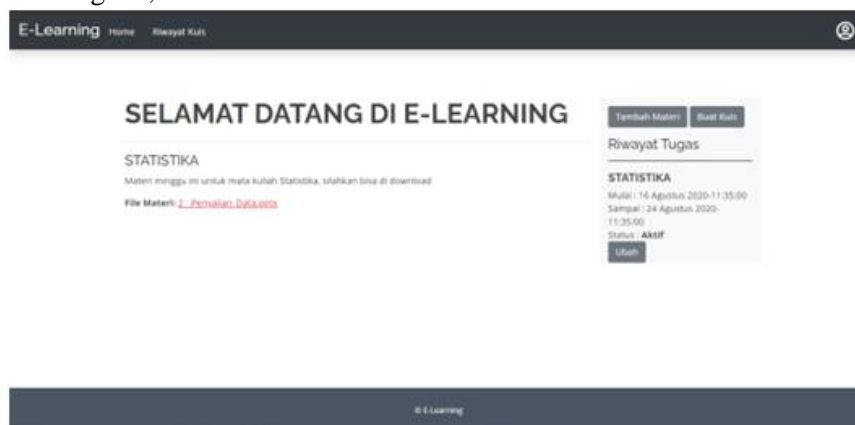 E-Learning Home Riwayat Kuis
SELAMAT DATANG DI E-LEARNING
STATISTIKA
Materi minggu ini untuk mata kuliah Statistika, silahkan bisa di download
File Materi: 2_ Penyajian Data.pptx
Tambah Materi Buat Kuis
Riwayat Tugas
STATISTIKA
Mulai : 16 Agustus 2020-11:35:00
Sampai : 24 Agustus 2020-
11:35:00
Status : Aktif
Ubah
© E-Learning